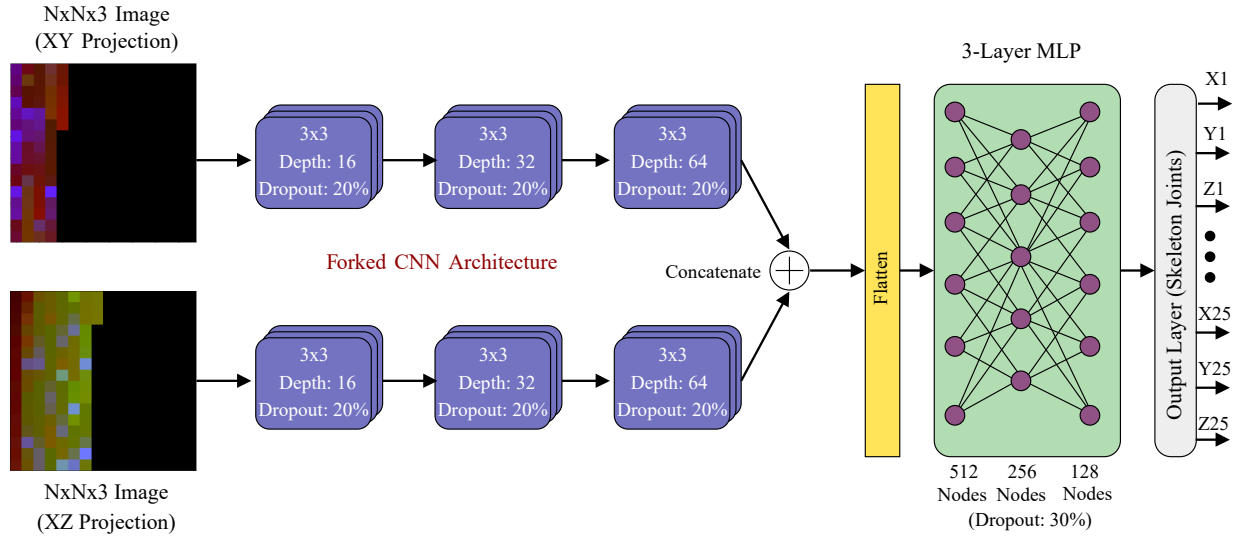 NxNx3 Image
(XY Projection)
3x3
Depth: 16
Dropout: 20%
3x3
Depth: 32
Dropout: 20%
3x3
Depth: 64
Dropout: 20%
Forked CNN Architecture
3x3
Depth: 16
Dropout: 20%
3x3
Depth: 32
Dropout: 20%
3x3
Depth: 64
Dropout: 20%
NxNx3 Image
(XZ Projection)
Concatenate
Flatten
3-Layer MLP
512
Nodes
256
Nodes
128
Nodes
(Dropout: 30%)
Output Layer (Skeleton Joints)
X1
Y1
Z1
X25
Y25
Z25